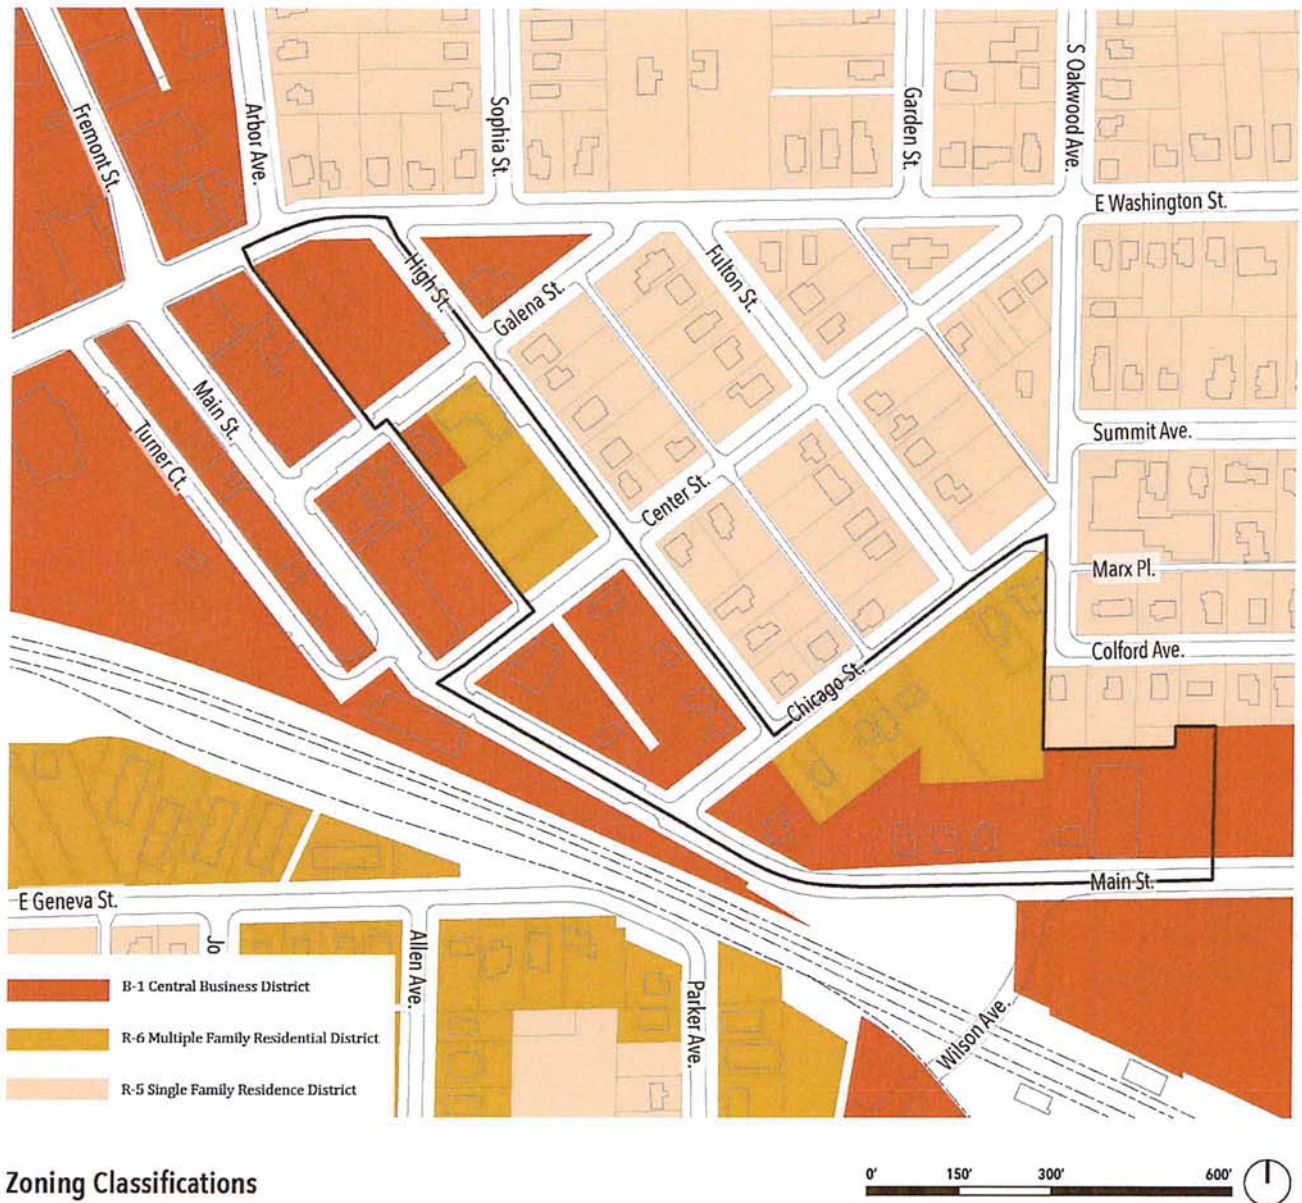 Fremont St.
Arbor Ave.
Sophia St.
Garden St.
S Oakwood Ave.
E Washington St.
High St.
Galena St.
Fulton St.
Main St.
Turner Ct.
Center St.
Summit Ave.
Marx Pl.
Colford Ave.
Chicago St.
Main St.
E Geneva St.
Jo
Allen Ave.
Parker Ave.
Wilson Ave.
B-1 Central Business District
R-6 Multiple Family Residential District
R-5 Single Family Residence District
Zoning Classifications
0' 150' 300' 600'